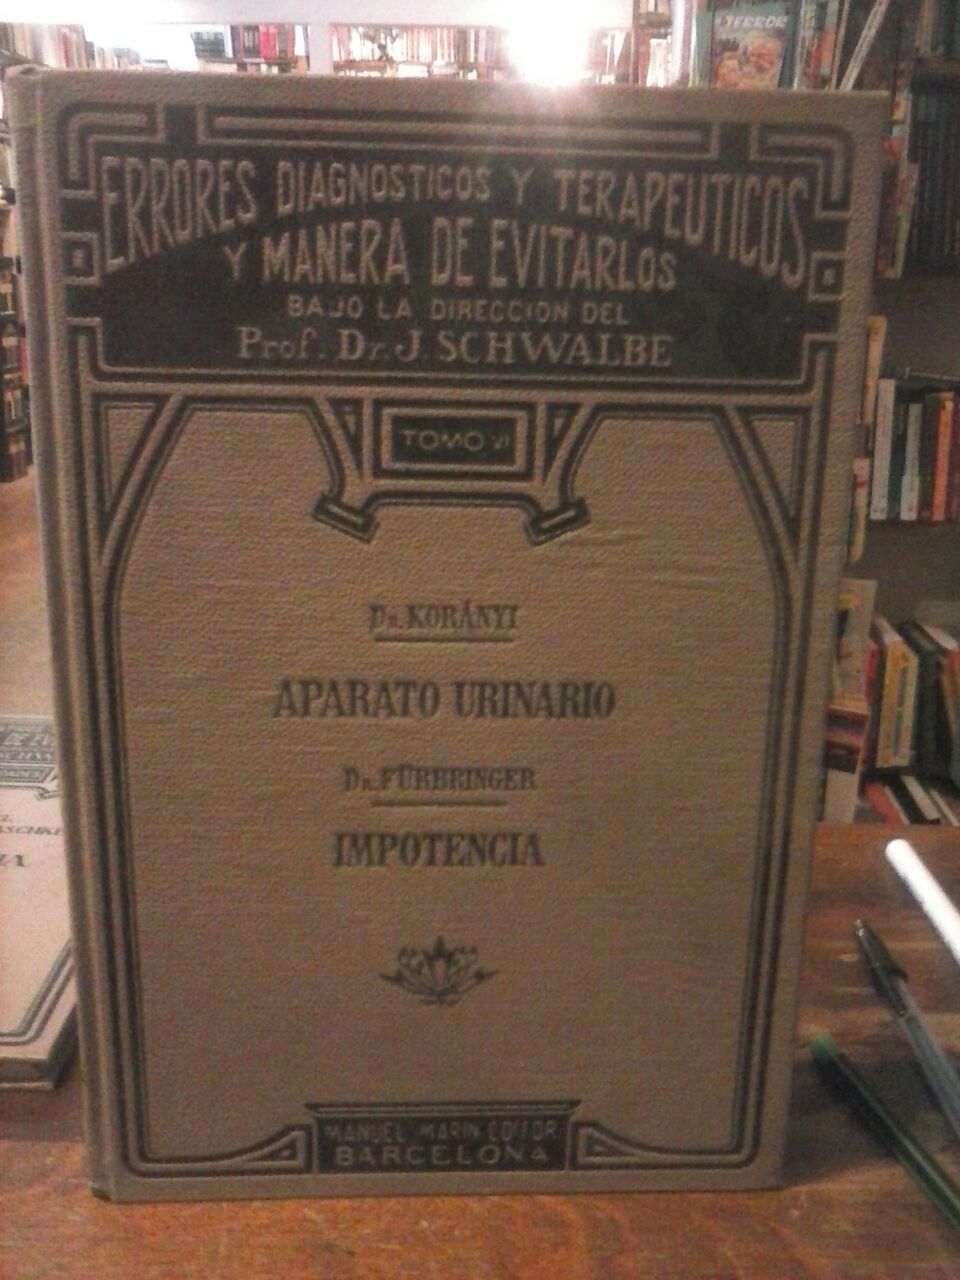 TERROR
ERRORES DIAGNOSTICOS Y TERAPEUTICOS
Y MANERA DE EVITARLOS
BAJO LA DIRECCION DEL
Prof. Dr. J. SCHWALBE
TOMO VI
DR. KORÁNYI
APARATO URINARIO
DR. FÜRBRINGER
IMPOTENCIA
MANUEL MARIN EDITOR
BARCELONA